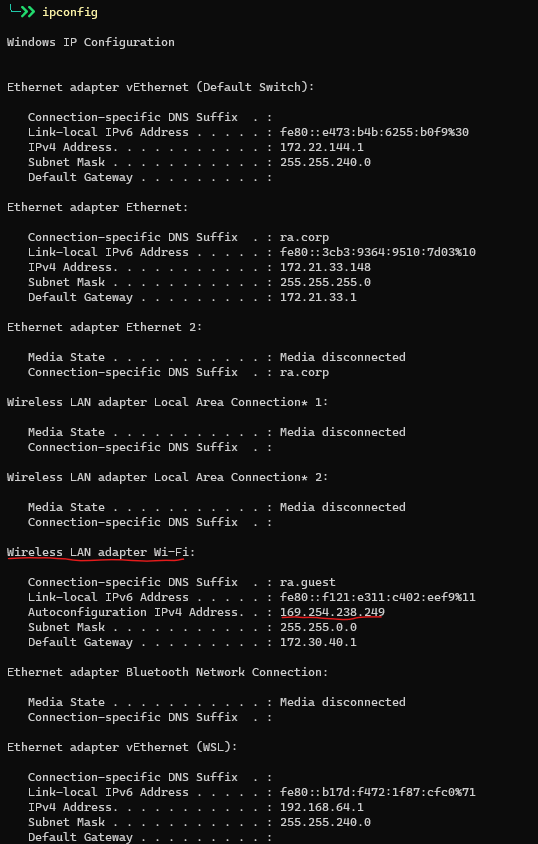 ipconfig
Windows IP Configuration
Ethernet adapter vEthernet (Default Switch):
Connection-specific DNS Suffix  . :
Link-local IPv6 Address . . . . . : fe80::e473:b4b:6255:b0f9%30
IPv4 Address. . . . . . . . . . . : 172.22.144.1
Subnet Mask . . . . . . . . . . . : 255.255.240.0
Default Gateway . . . . . . . . . :
Ethernet adapter Ethernet:
Connection-specific DNS Suffix  . : ra.corp
Link-local IPv6 Address . . . . . : fe80::3cb3:9364:9510:7d03%10
IPv4 Address. . . . . . . . . . . : 172.21.33.148
Subnet Mask . . . . . . . . . . . : 255.255.255.0
Default Gateway . . . . . . . . . : 172.21.33.1
Ethernet adapter Ethernet 2:
Media State . . . . . . . . . . . : Media disconnected
Connection-specific DNS Suffix  . : ra.corp
Wireless LAN adapter Local Area Connection* 1:
Media State . . . . . . . . . . . : Media disconnected
Connection-specific DNS Suffix  . :
Wireless LAN adapter Local Area Connection* 2:
Media State . . . . . . . . . . . : Media disconnected
Connection-specific DNS Suffix  . :
Wireless LAN adapter Wi-Fi:
Connection-specific DNS Suffix  . : ra.guest
Link-local IPv6 Address . . . . . : fe80::f121:e311:c402:eef9%11
Autoconfiguration IPv4 Address. . : 169.254.238.249
Subnet Mask . . . . . . . . . . . : 255.255.0.0
Default Gateway . . . . . . . . . : 172.30.40.1
Ethernet adapter Bluetooth Network Connection:
Media State . . . . . . . . . . . : Media disconnected
Connection-specific DNS Suffix  . :
Ethernet adapter vEthernet (WSL):
Connection-specific DNS Suffix  . :
Link-local IPv6 Address . . . . . : fe80::b17d:f472:1f87:cfc0%71
IPv4 Address. . . . . . . . . . . : 192.168.64.1
Subnet Mask . . . . . . . . . . . : 255.255.240.0
Default Gateway . . . . . . . . . :